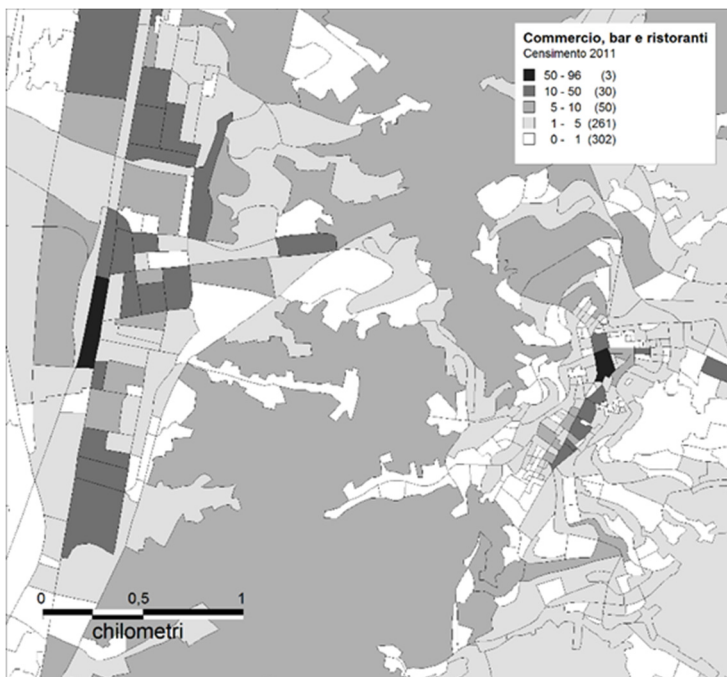 Commercio, bar e ristoranti
Censimento 2011
50 - 96 (3)
10 - 50 (30)
5 - 10 (50)
1 - 5 (261)
0 - 1 (302)
0 0,5 1
chilometri